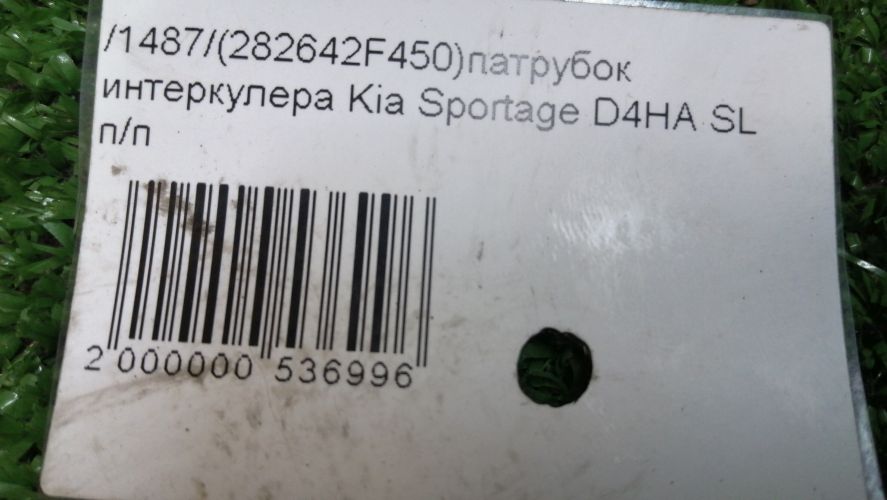 /1487/(282642F450)патрубок
интеркулера Kia Sportage D4HA SL
п/п
2 000000 536996